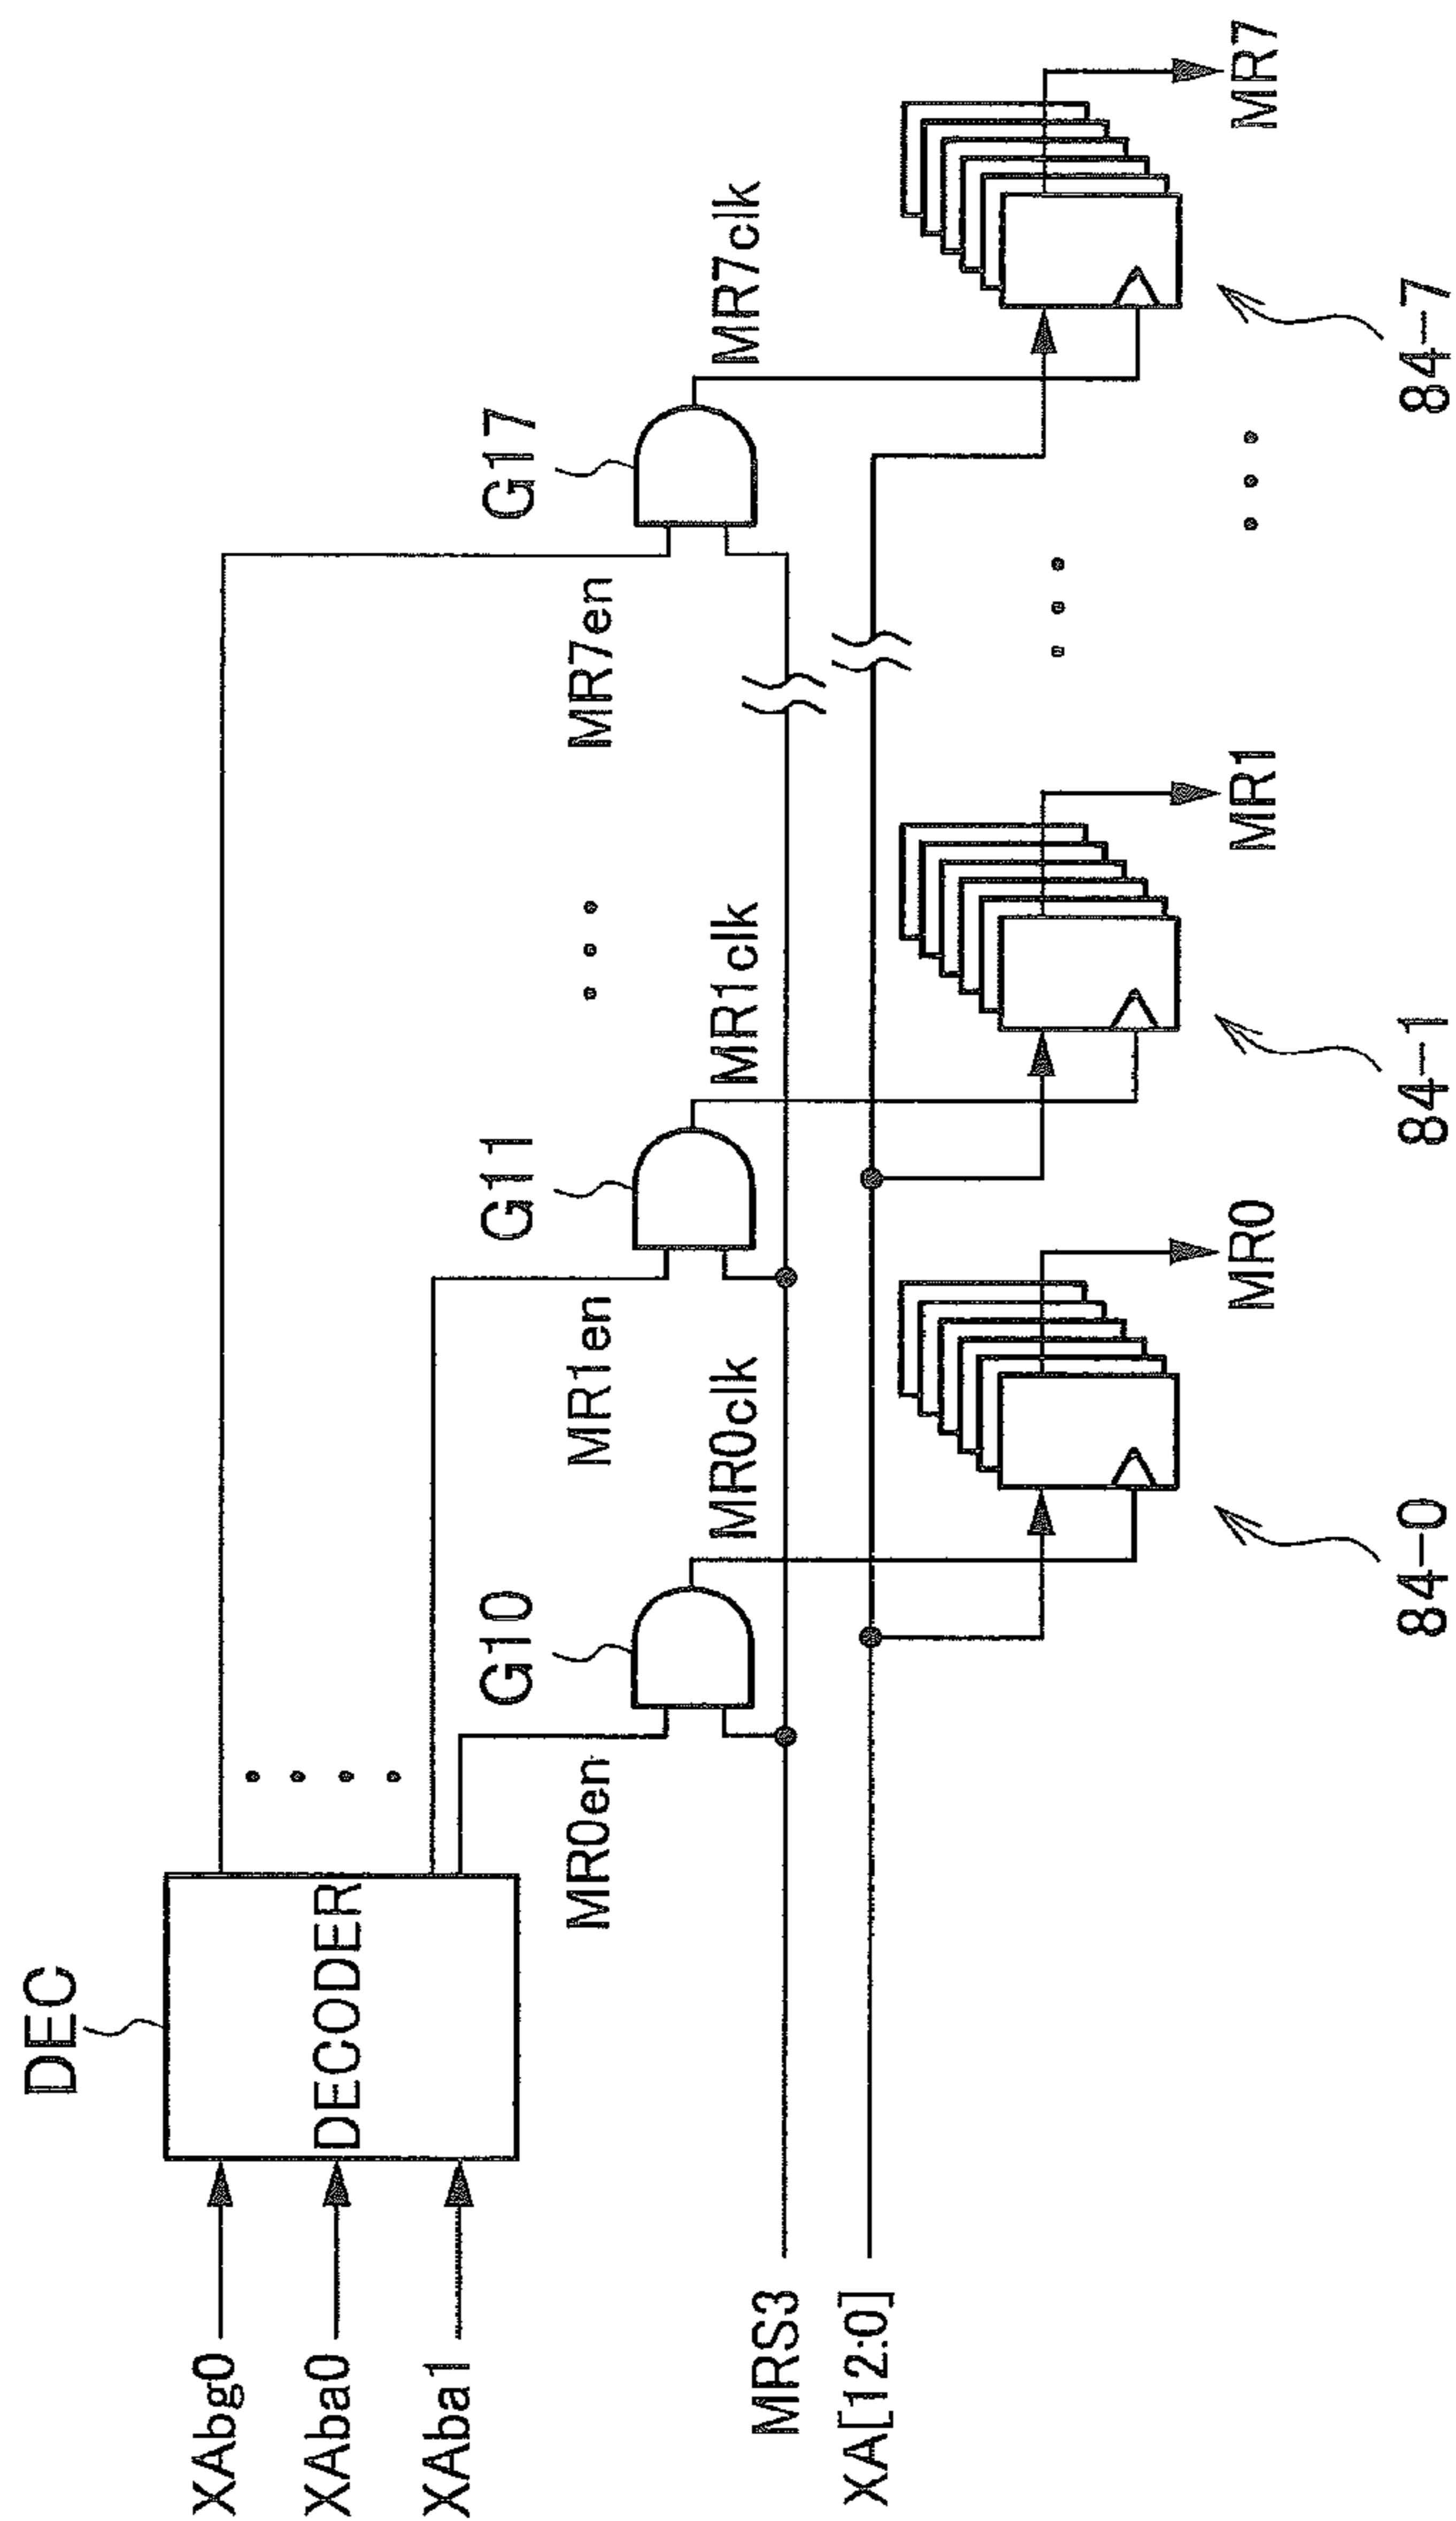 DEC
DECODER
XAbg0
XAba0
XAba1
MRS3
XA[12:0]
MR0en
G10
MR0clk
MR1en
G11
MR1clk
MR7en
G17
MR7clk
MR0
MR1
MR7
84-0
84-1
84-7